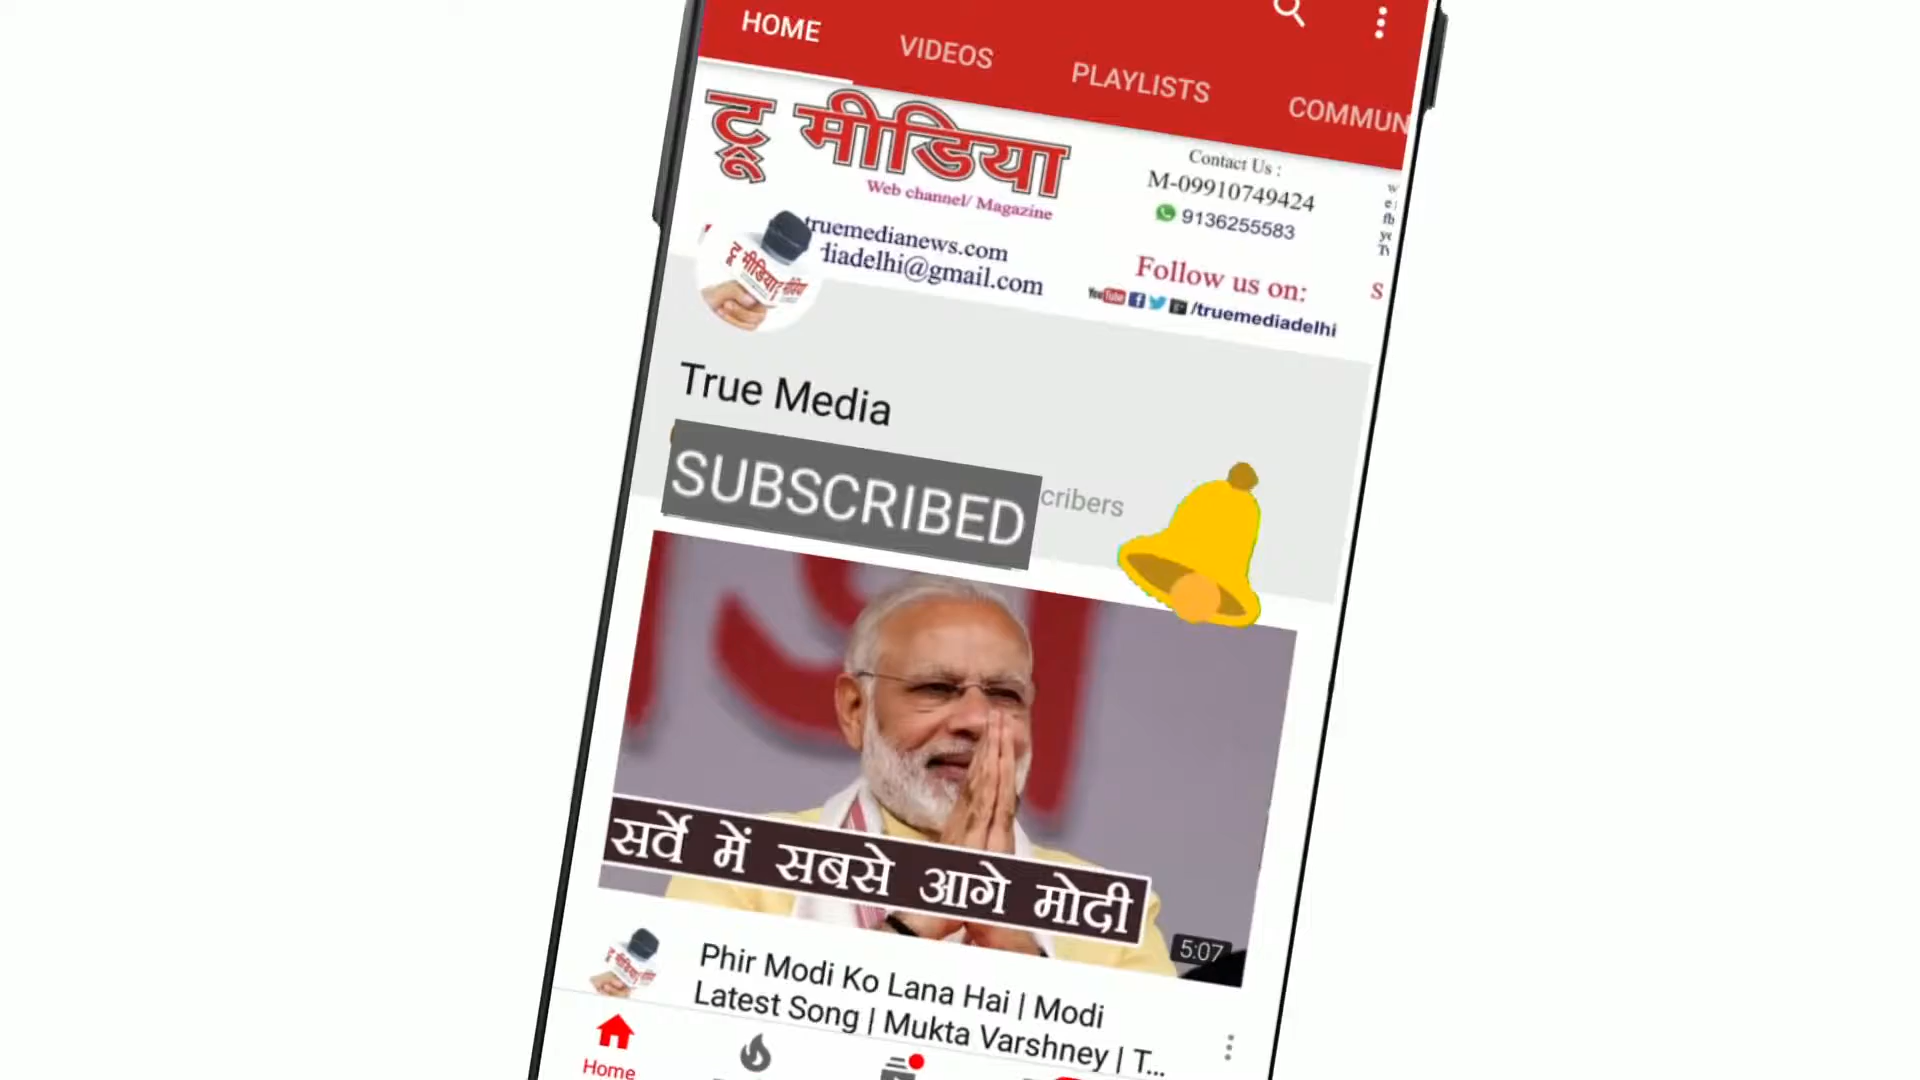 HOME VIDEOS PLAYLISTS COMMUN
ट्रू मीडिया
Web channel/ Magazine
Contact Us :
M-09910749424
9136255583
truemedianews.com
diadelhi@gmail.com
Follow us on:
YouTube /truemediadelhi
ट्रू मीडिया
True Media
SUBSCRIBED cribers
सर्वे में सबसे आगे मोदी
5:07
Phir Modi Ko Lana Hai | Modi
Latest Song | Mukta Varshney | T...
Home